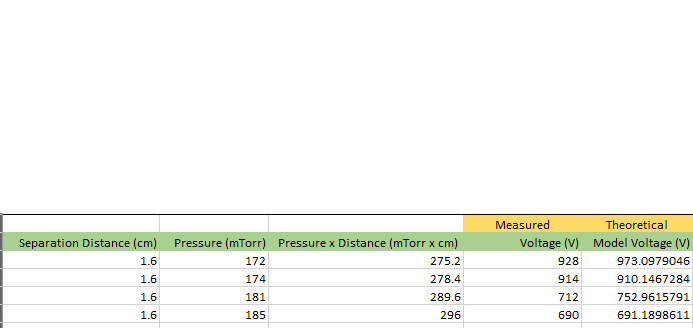 Measured Theoretical
Separation Distance (cm) Pressure (mTorr) Pressure x Distance (mTorr x cm) Voltage (V) Model Voltage (V)
1.6 172 275.2 928 973.0979046
1.6 174 278.4 914 910.1467284
1.6 181 289.6 712 752.9615791
1.6 185 296 690 691.1898611